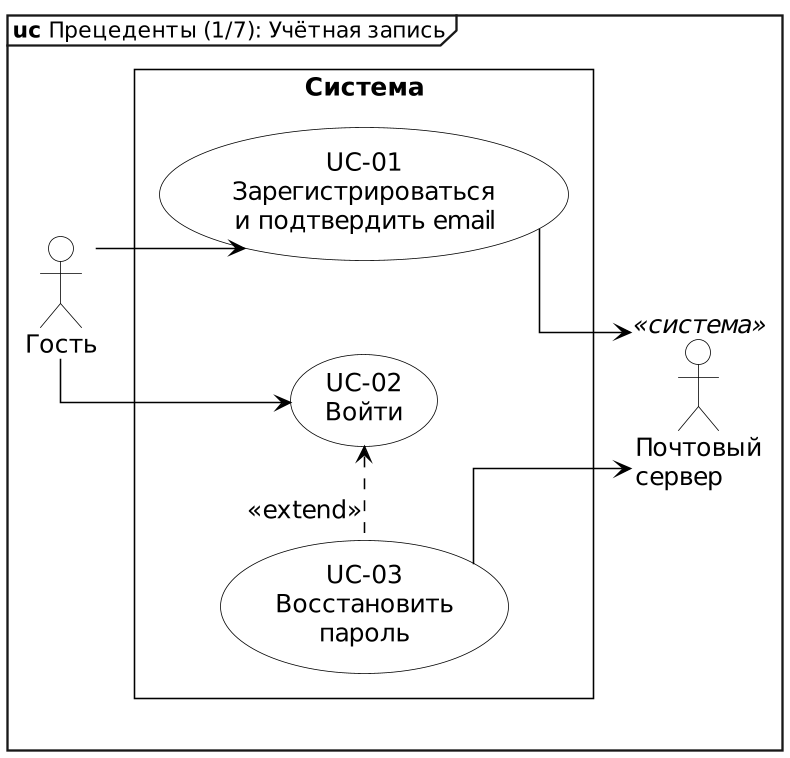 uc Прецеденты (1/7): Учётная запись
Система
UC-01
Зарегистрироваться
и подтвердить email
Гость
«система»
Почтовый
сервер
UC-02
Войти
«extend»
UC-03
Восстановить
пароль